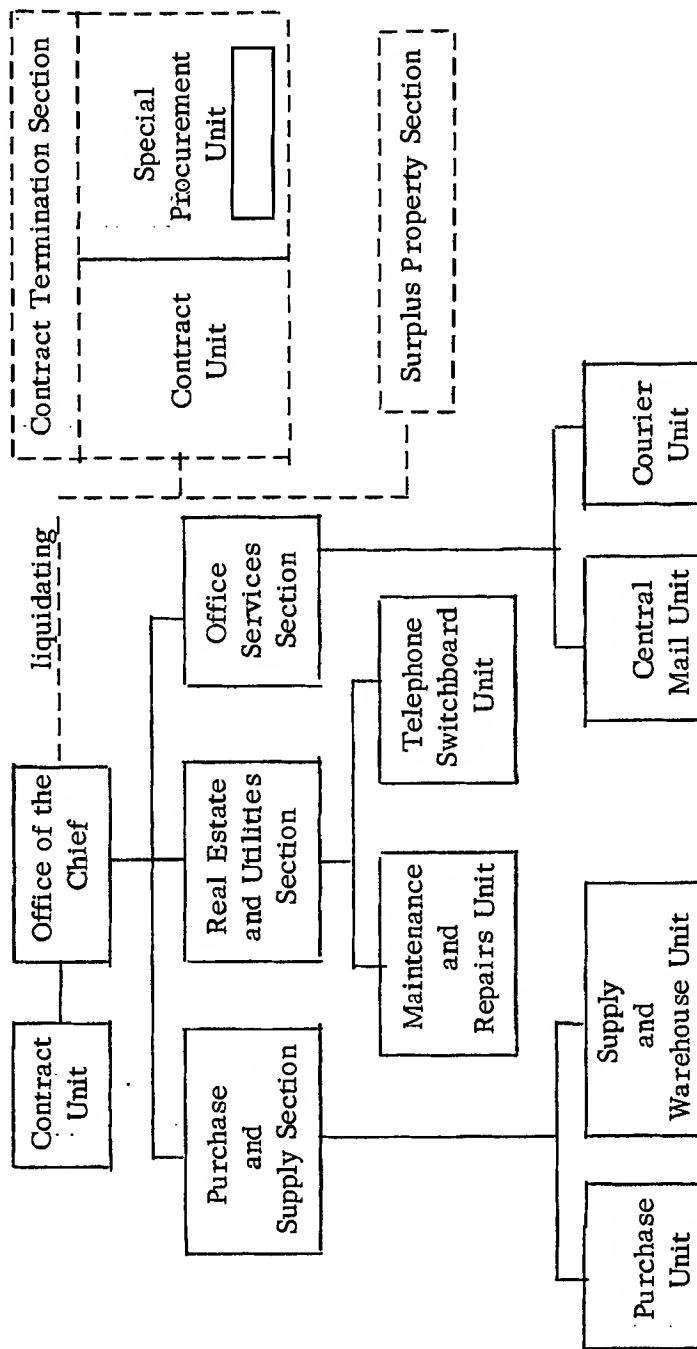 Contract
Unit
Office of the
Chief
liquidating
Contract Termination Section
Contract
Unit
Special
Procurement
Unit
Purchase
and
Supply Section
Real Estate
and Utilities
Section
Office
Services
Section
Surplus Property Section
Maintenance
and
Repairs Unit
Telephone
Switchboard
Unit
Purchase
Unit
Supply
and
Warehouse Unit
Central
Mail Unit
Courier
Unit